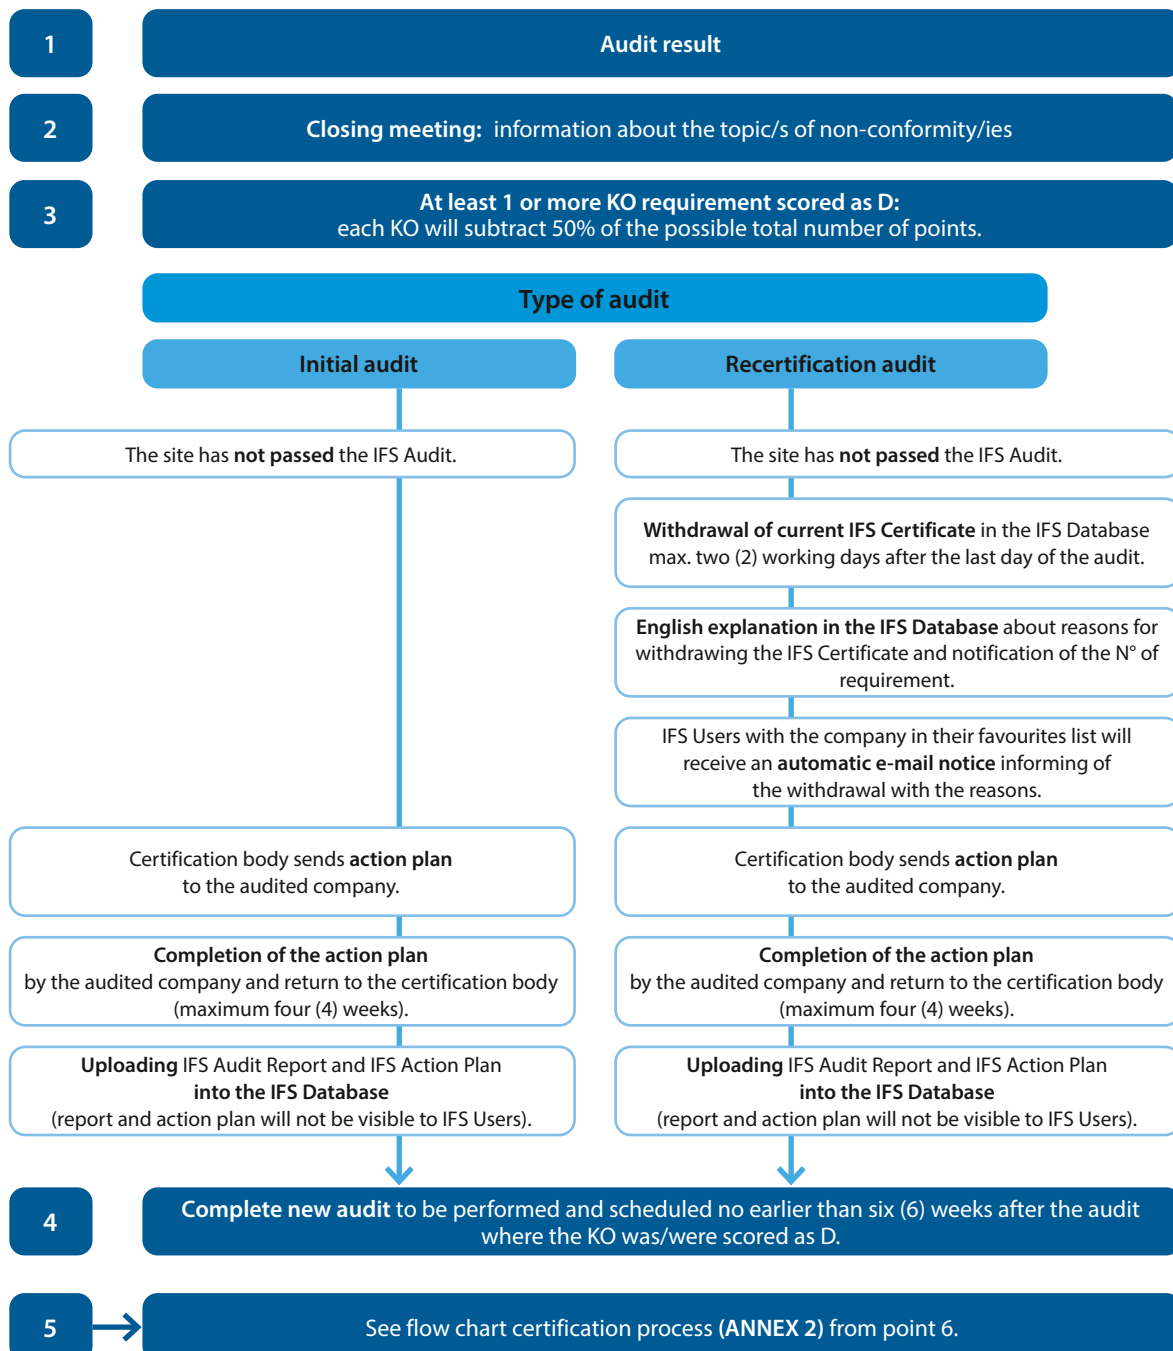 1
Audit result
2
Closing meeting: information about the topic/s of non-conformity/ies
3
At least 1 or more KO requirement scored as D:
each KO will subtract 50% of the possible total number of points.
Type of audit
Initial audit
Recertification audit
The site has not passed the IFS Audit.
The site has not passed the IFS Audit.
Withdrawal of current IFS Certificate in the IFS Database
max. two (2) working days after the last day of the audit.
English explanation in the IFS Database about reasons for
withdrawing the IFS Certificate and notification of the N° of
requirement.
IFS Users with the company in their favourites list will
receive an automatic e-mail notice informing of
the withdrawal with the reasons.
Certification body sends action plan
to the audited company.
Certification body sends action plan
to the audited company.
Completion of the action plan
by the audited company and return to the certification body
(maximum four (4) weeks).
Completion of the action plan
by the audited company and return to the certification body
(maximum four (4) weeks).
Uploading IFS Audit Report and IFS Action Plan
into the IFS Database
(report and action plan will not be visible to IFS Users).
Uploading IFS Audit Report and IFS Action Plan
into the IFS Database
(report and action plan will not be visible to IFS Users).
4
Complete new audit to be performed and scheduled no earlier than six (6) weeks after the audit
where the KO was/were scored as D.
5
See flow chart certification process (ANNEX 2) from point 6.